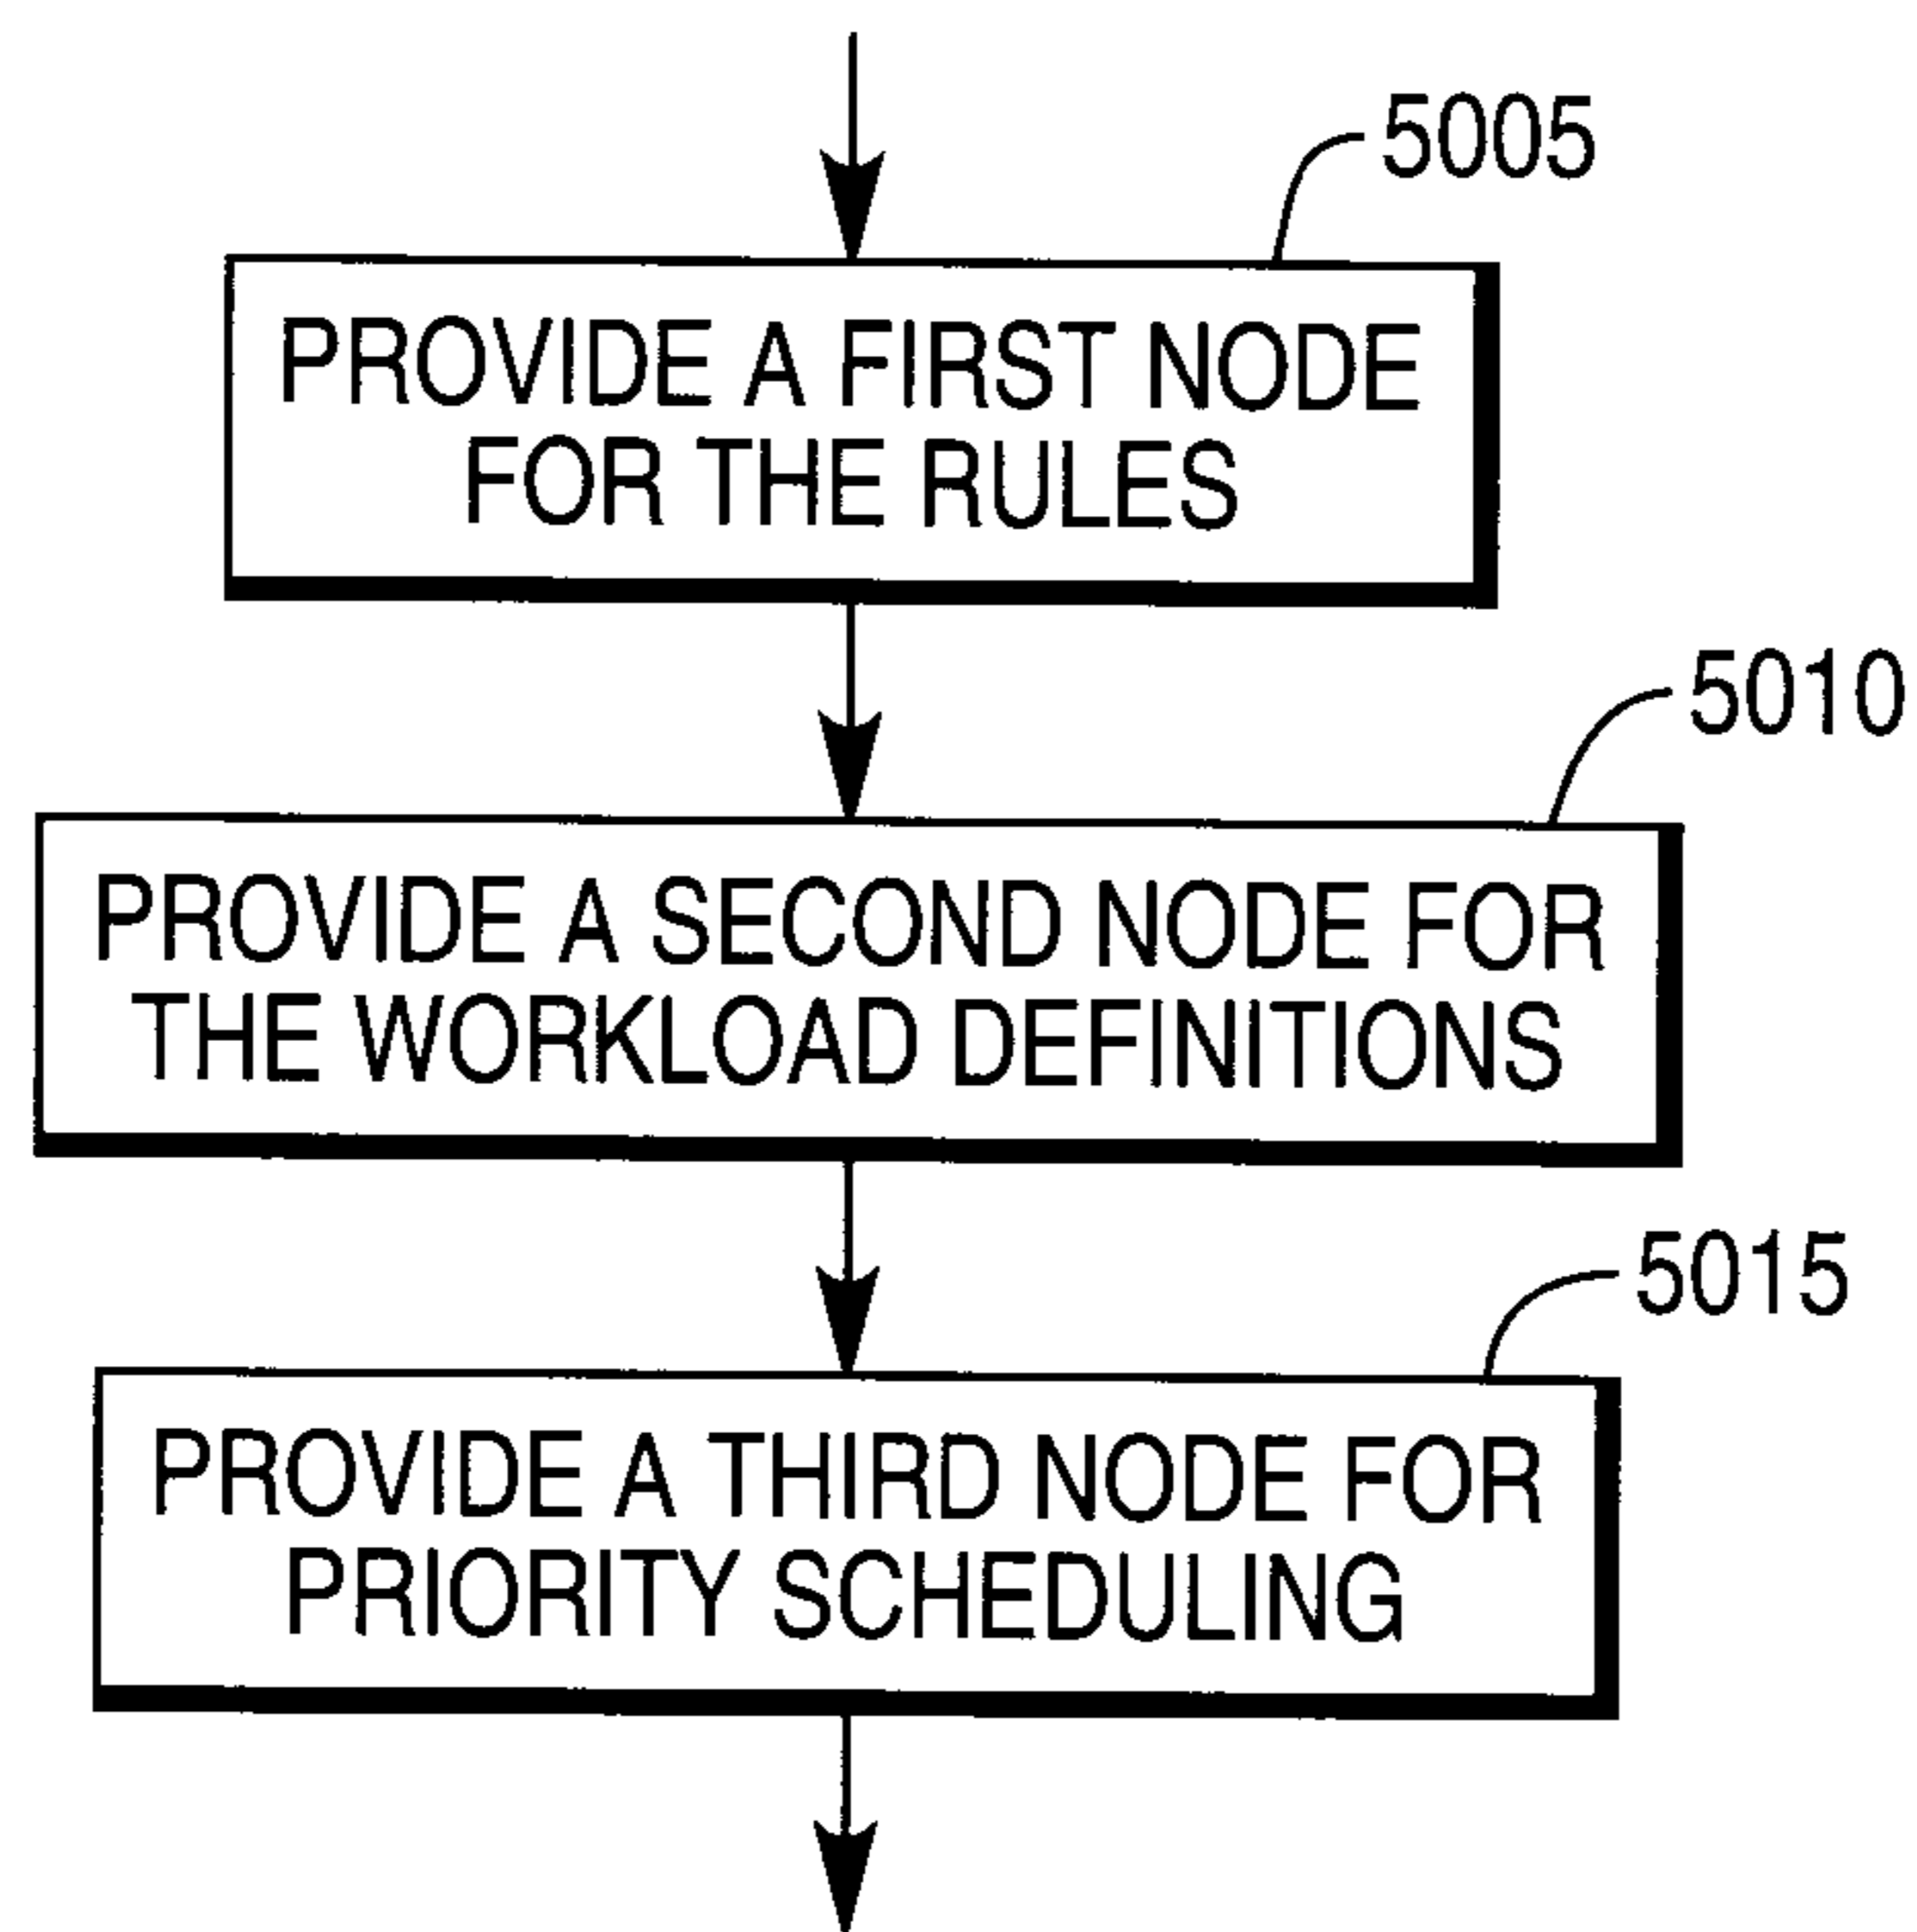 5005
PROVIDE A FIRST NODE
FOR THE RULES
5010
PROVIDE A SECOND NODE FOR
THE WORKLOAD DEFINITIONS
5015
PROVIDE A THIRD NODE FOR
PRIORITY SCHEDULING